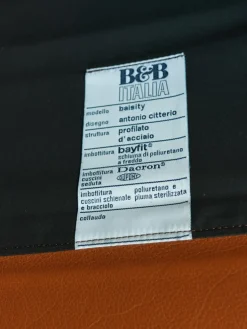 B&B
ITALIA
modello baisity
disegno antonio citterio
struttura profilato
d'acciaio
imbottitura bayfit®
schiuma di poliuretano
a freddo
imbottitura Dacron®
cuscini
seduta DUPONT
imbottitura poliuretano e
cuscini schienale piuma sterilizzata
e bracciolo
collaudo